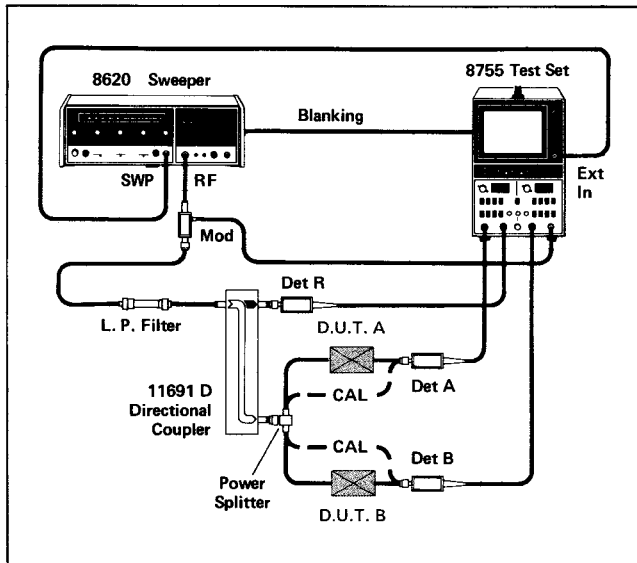 8620 Sweeper
8755 Test Set
Blanking
SWP
RF
Ext
In
Mod
Det R
L. P. Filter
D.U.T. A
11691 D
Directional
Coupler
CAL
Det A
CAL
Det B
Power
Splitter
D.U.T. B